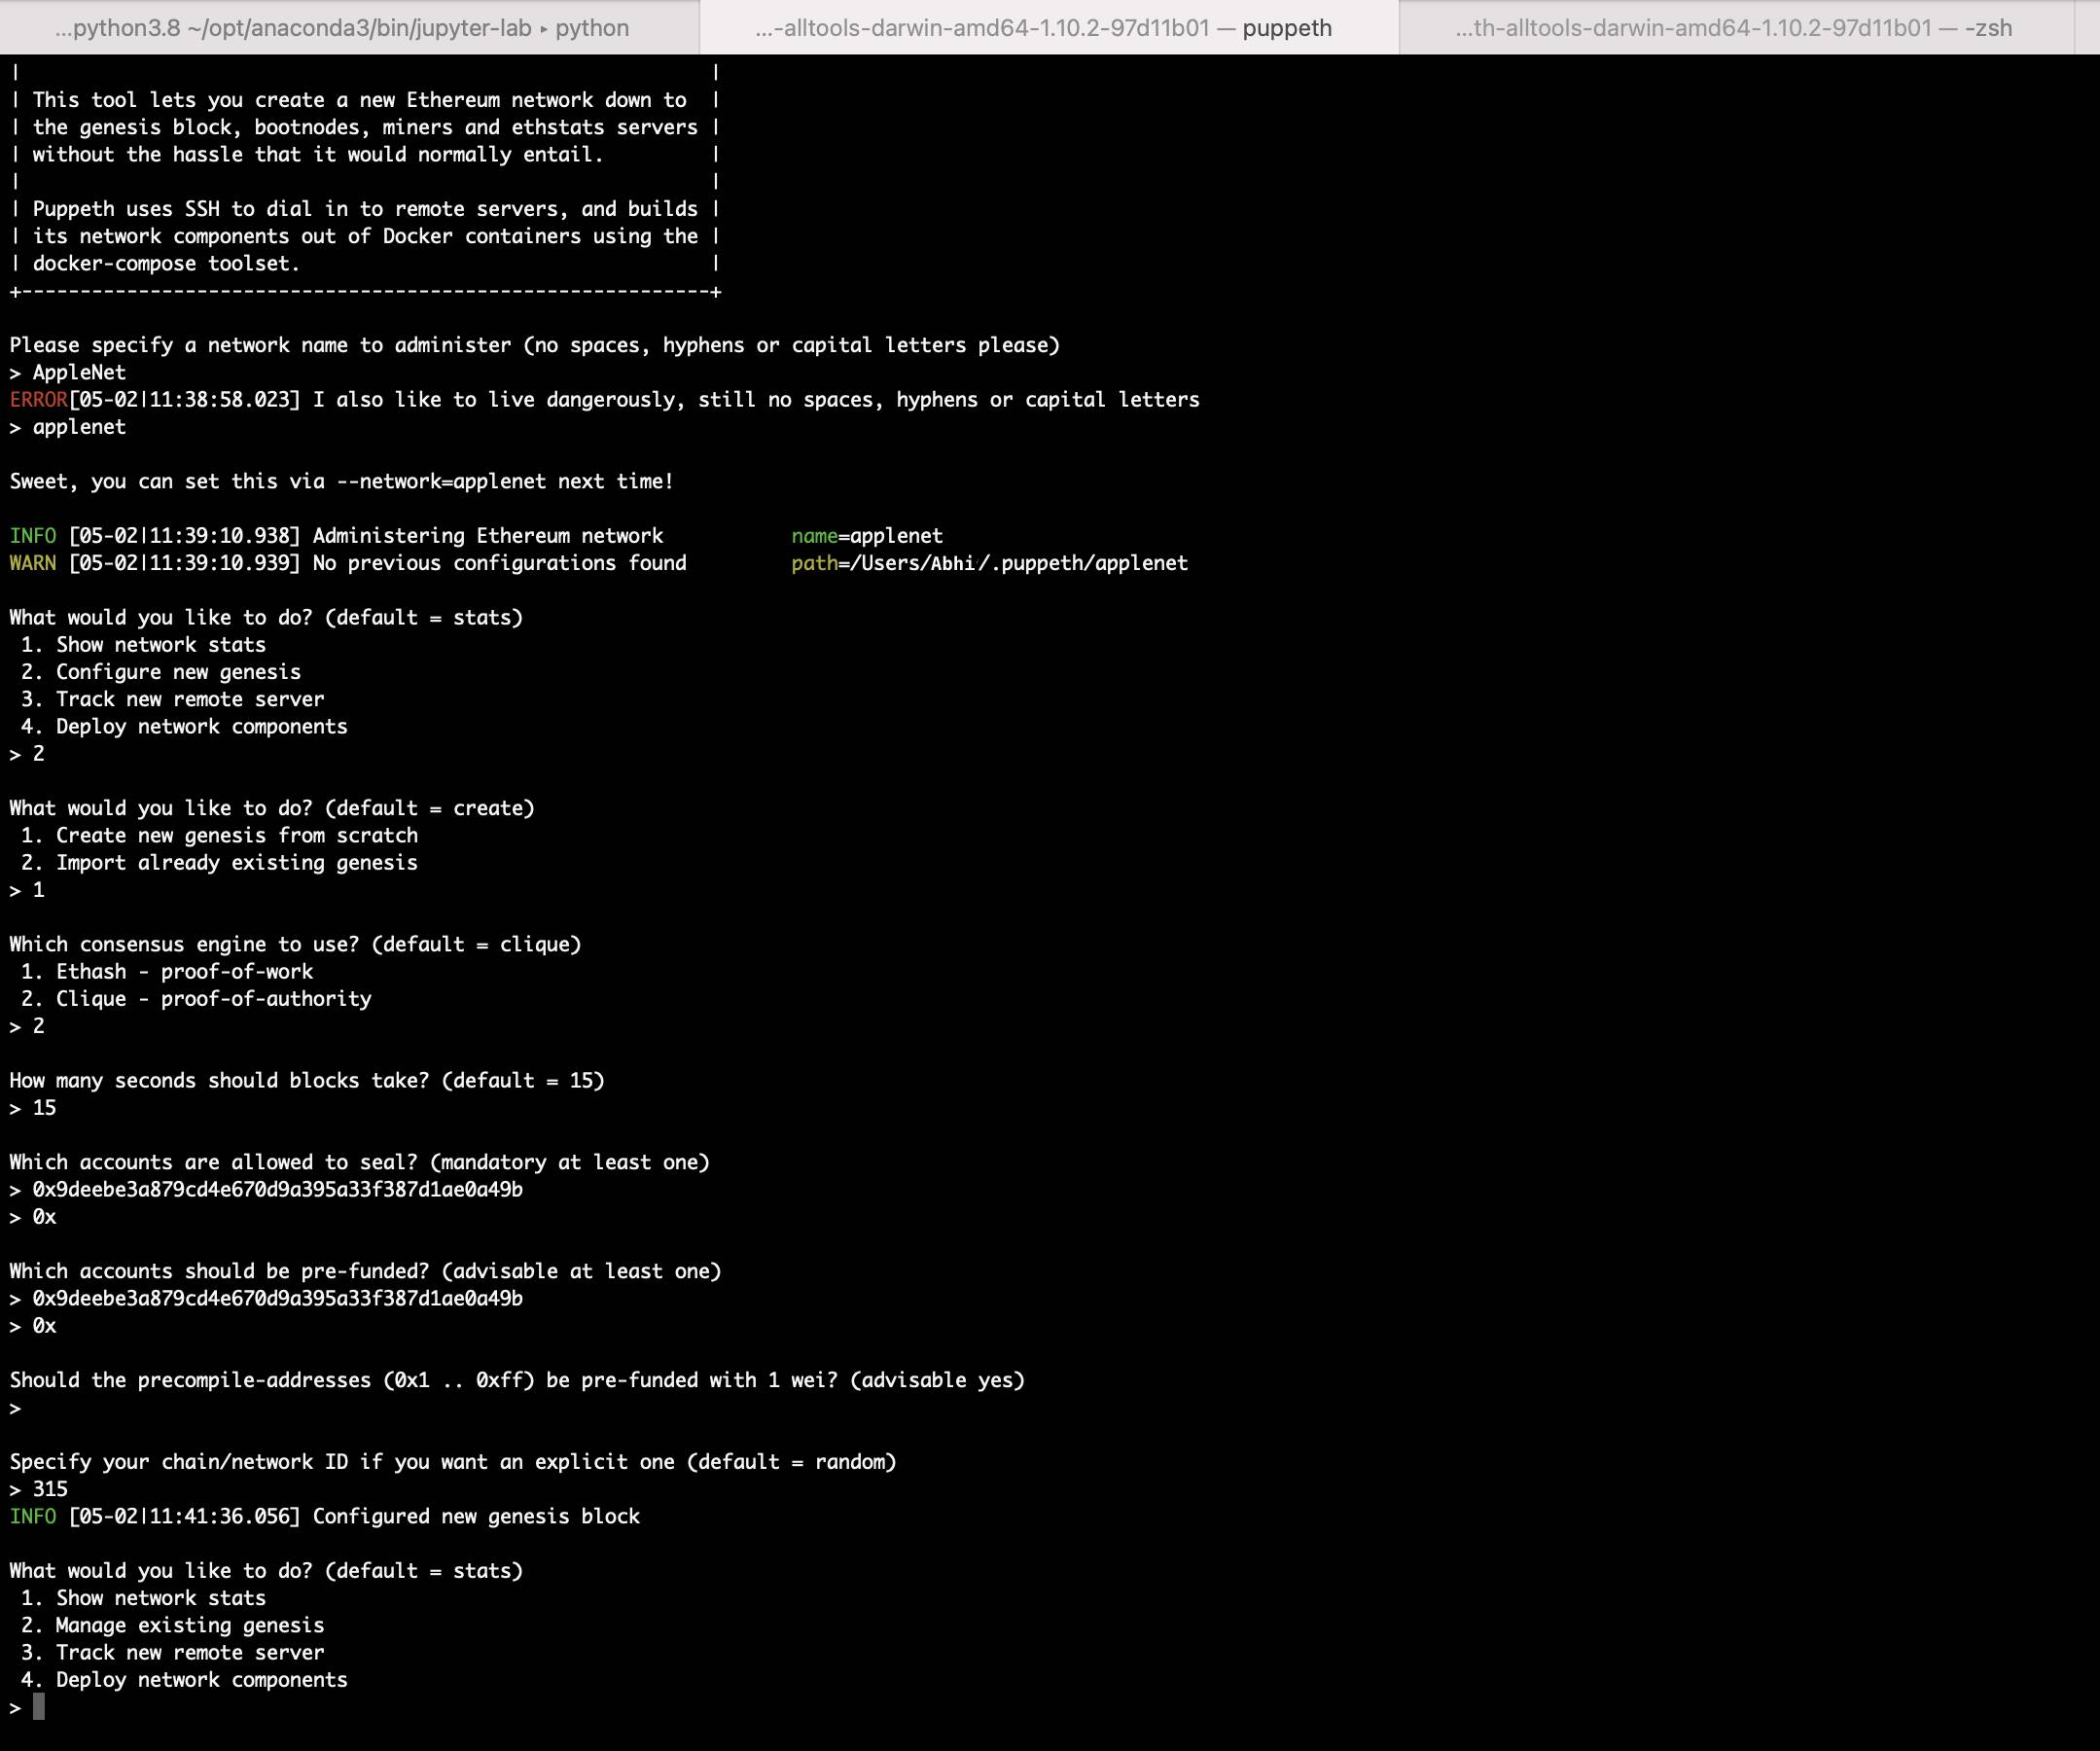 ...python3.8 ~/opt/anaconda3/bin/jupyter-lab ▸ python
...-alltools-darwin-amd64-1.10.2-97d11b01 — puppeth
...th-alltools-darwin-amd64-1.10.2-97d11b01 — -zsh
| |
| This tool lets you create a new Ethereum network down to |
| the genesis block, bootnodes, miners and ethstats servers |
| without the hassle that it would normally entail. |
| |
| Puppeth uses SSH to dial in to remote servers, and builds |
| its network components out of Docker containers using the |
| docker-compose toolset. |
+-----------------------------------------------------------+
Please specify a network name to administer (no spaces, hyphens or capital letters please)
> AppleNet
ERROR[05-02|11:38:58.023] I also like to live dangerously, still no spaces, hyphens or capital letters
> applenet
Sweet, you can set this via --network=applenet next time!
INFO [05-02|11:39:10.938] Administering Ethereum network name=applenet
WARN [05-02|11:39:10.939] No previous configurations found path=/Users/Abhi/.puppeth/applenet
What would you like to do? (default = stats)
1. Show network stats
2. Configure new genesis
3. Track new remote server
4. Deploy network components
> 2
What would you like to do? (default = create)
1. Create new genesis from scratch
2. Import already existing genesis
> 1
Which consensus engine to use? (default = clique)
1. Ethash - proof-of-work
2. Clique - proof-of-authority
> 2
How many seconds should blocks take? (default = 15)
> 15
Which accounts are allowed to seal? (mandatory at least one)
> 0x9deebe3a879cd4e670d9a395a33f387d1ae0a49b
> 0x
Which accounts should be pre-funded? (advisable at least one)
> 0x9deebe3a879cd4e670d9a395a33f387d1ae0a49b
> 0x
Should the precompile-addresses (0x1 .. 0xff) be pre-funded with 1 wei? (advisable yes)
>
Specify your chain/network ID if you want an explicit one (default = random)
> 315
INFO [05-02|11:41:36.056] Configured new genesis block
What would you like to do? (default = stats)
1. Show network stats
2. Manage existing genesis
3. Track new remote server
4. Deploy network components
>